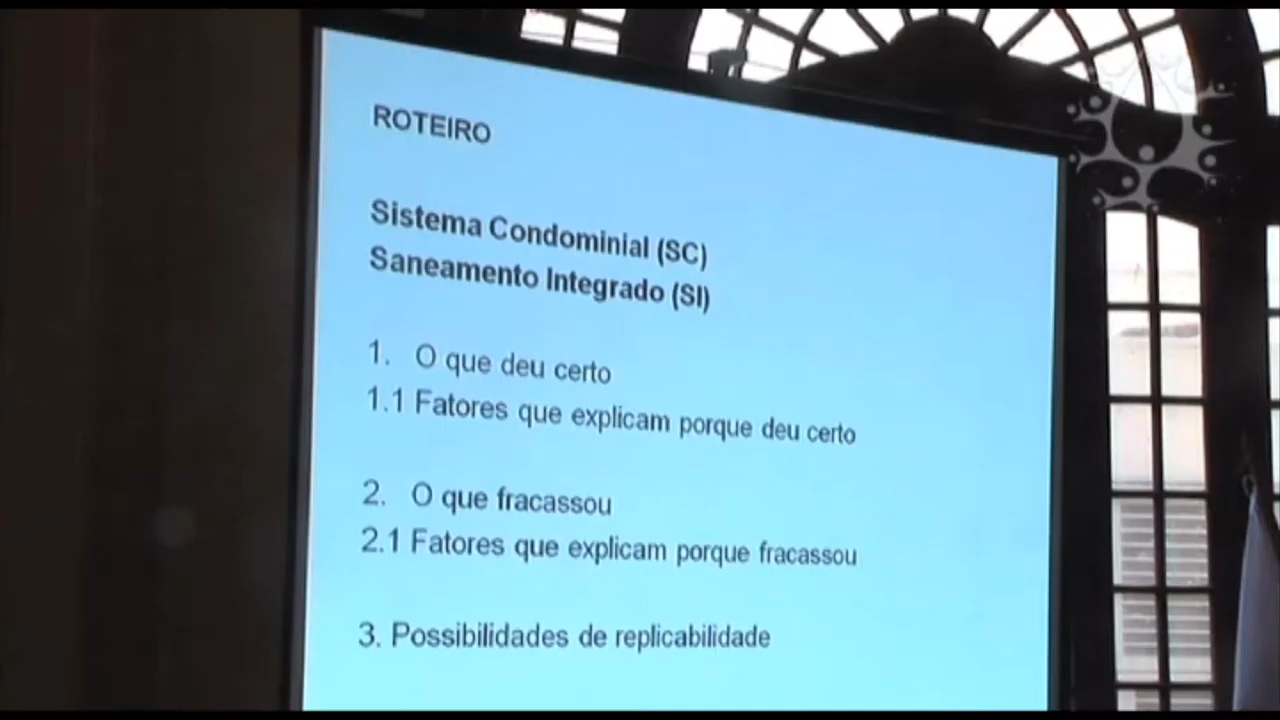 ROTEIRO
Sistema Condominial (SC)
Saneamento Integrado (SI)
1. O que deu certo
1.1 Fatores que explicam porque deu certo
2. O que fracassou
2.1 Fatores que explicam porque fracassou
3. Possibilidades de replicabilidade